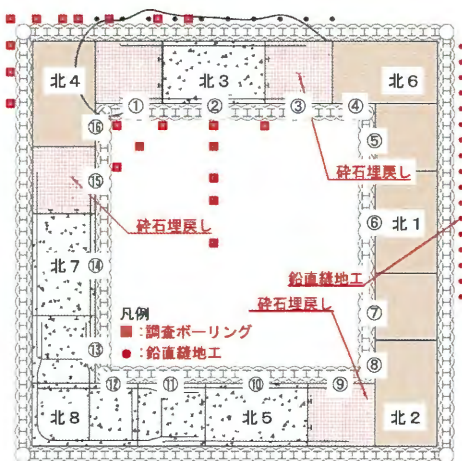 北4
北3
北6
①
②
③
④
⑯
⑤
砕石埋戻し
砕石埋戻し
⑮
⑥
北1
北7
⑭
鉛直縫地工
砕石埋戻し
凡例
:調査ボーリング
:鉛直縫地工
⑦
⑬
⑧
⑫
⑪
⑩
⑨
北8
北5
北2